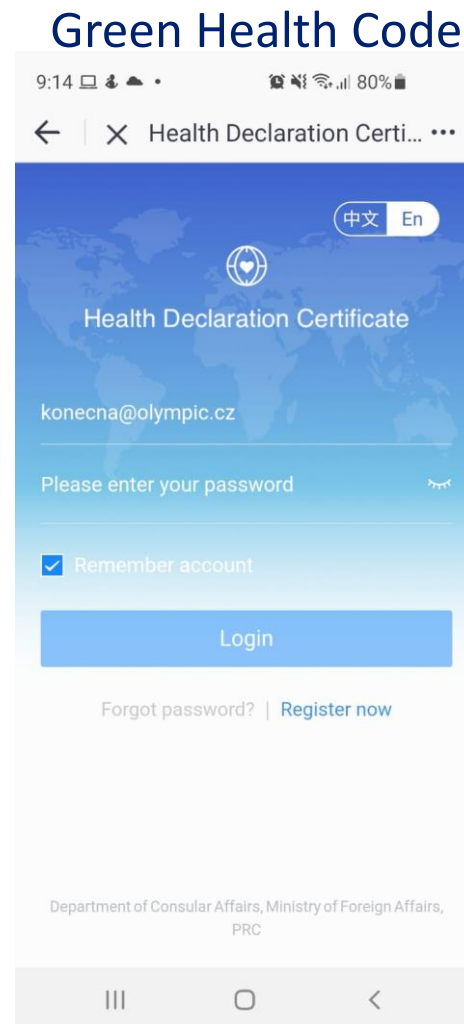 Green Health Code
9:14 80%
Health Declaration Certi...
中文 En
Health Declaration Certificate
konecna@olympic.cz
Please enter your password
Remember account
Login
Forgot password? | Register now
Department of Consular Affairs, Ministry of Foreign Affairs,
PRC